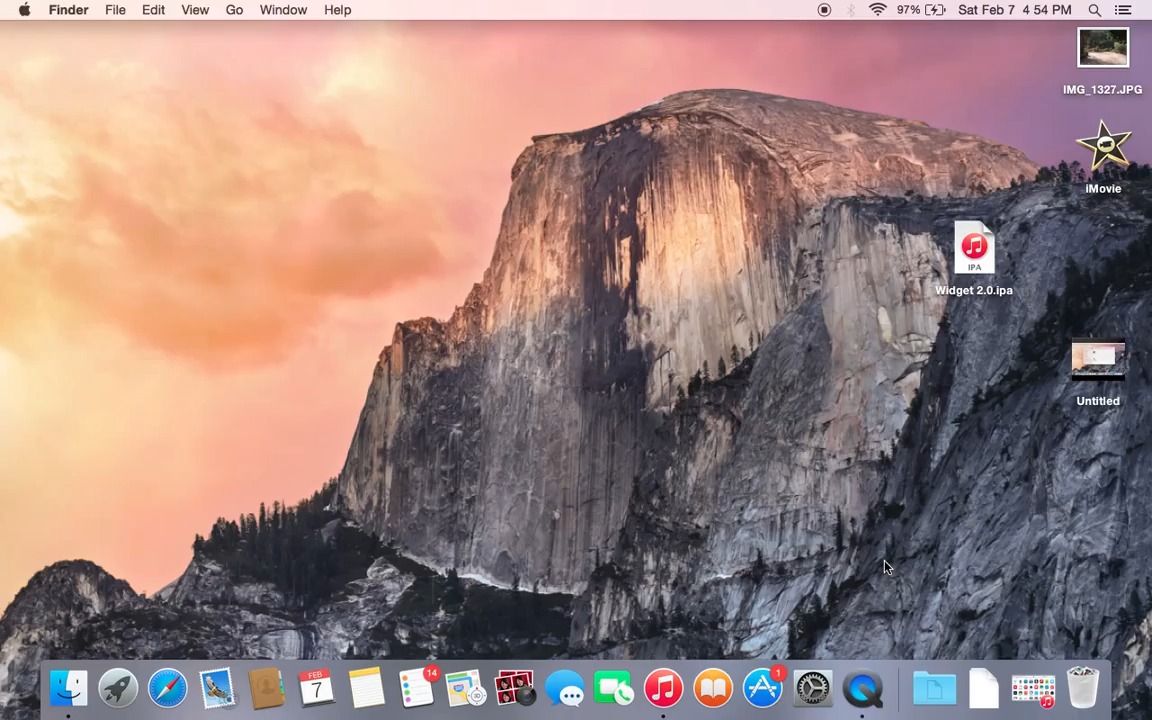 Finder File Edit View Go Window Help 97% Sat Feb 7 4 54 PM
IMG_1327.JPG
iMovie
IPA
Widget 2.0.ipa
Untitled
14
FEB
7
3D
1